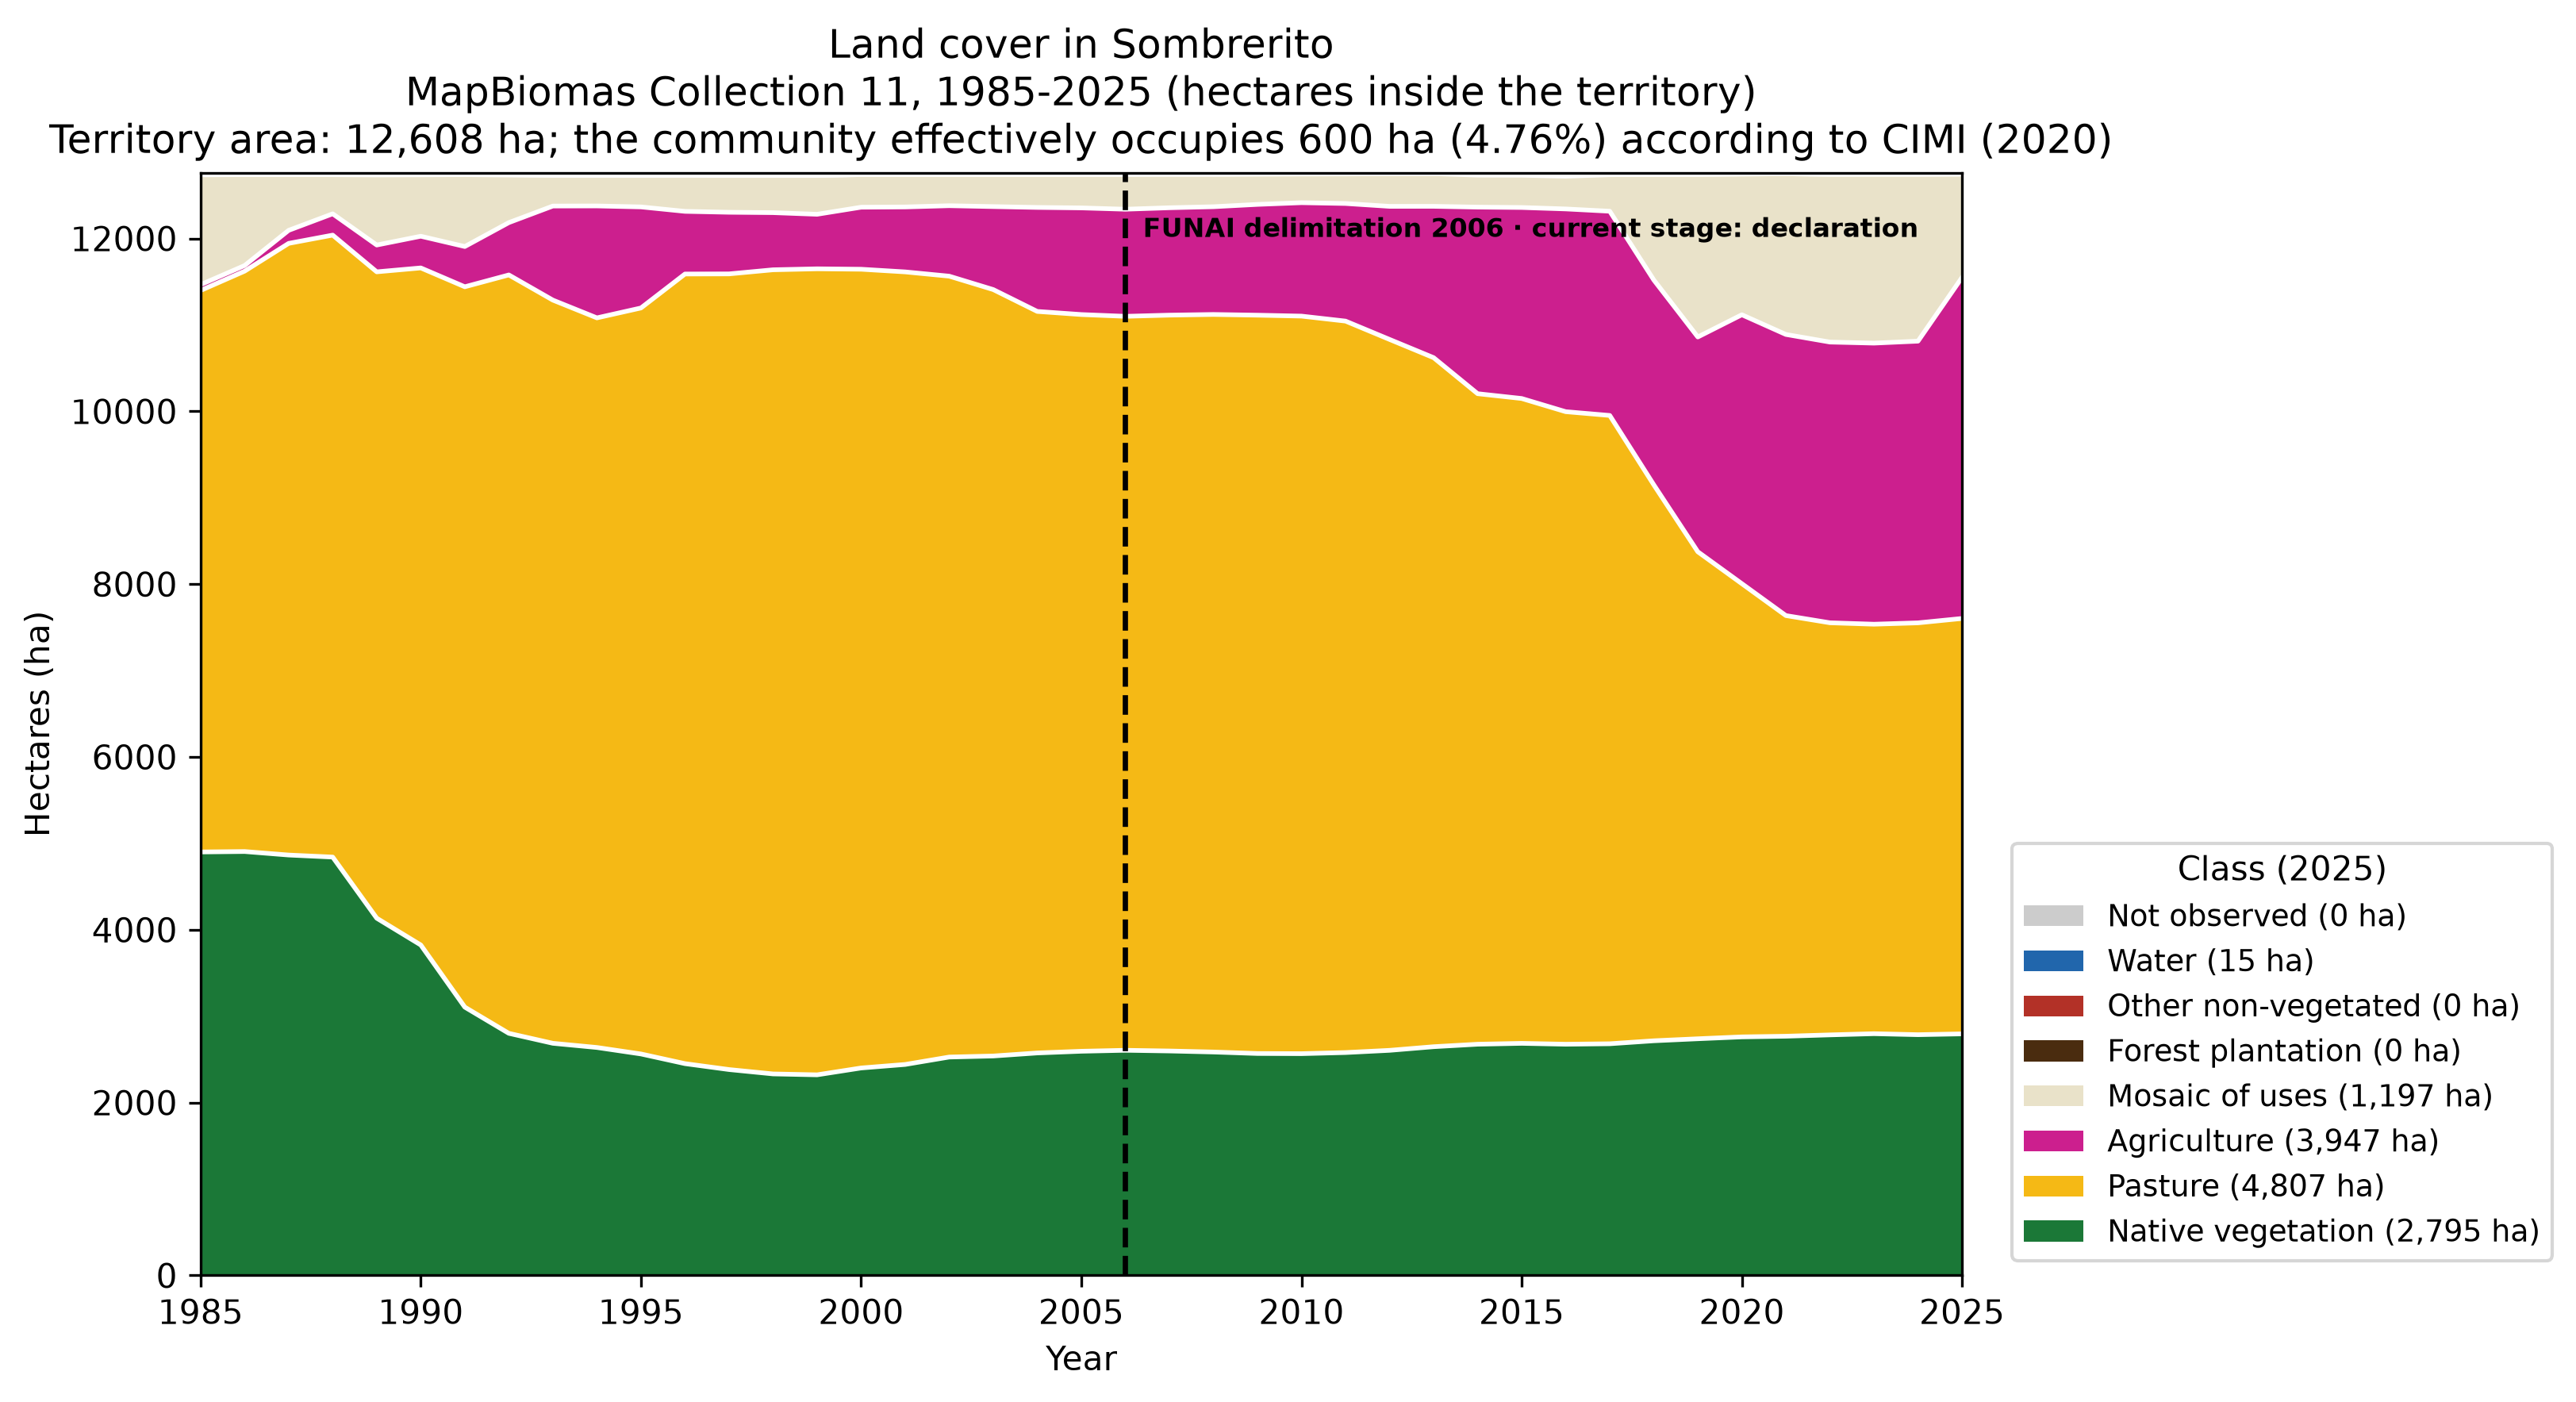 Land cover in Sombrerito
MapBiomas Collection 11, 1985-2025 (hectares inside the territory)
Territory area: 12,608 ha; the community effectively occupies 600 ha (4.76%) according to CIMI (2020)
FUNAI delimitation 2006 · current stage: declaration
12000
10000
8000
6000
4000
2000
0
Hectares (ha)
1985 1990 1995 2000 2005 2010 2015 2020 2025
Year
Class (2025)
Not observed (0 ha)
Water (15 ha)
Other non-vegetated (0 ha)
Forest plantation (0 ha)
Mosaic of uses (1,197 ha)
Agriculture (3,947 ha)
Pasture (4,807 ha)
Native vegetation (2,795 ha)